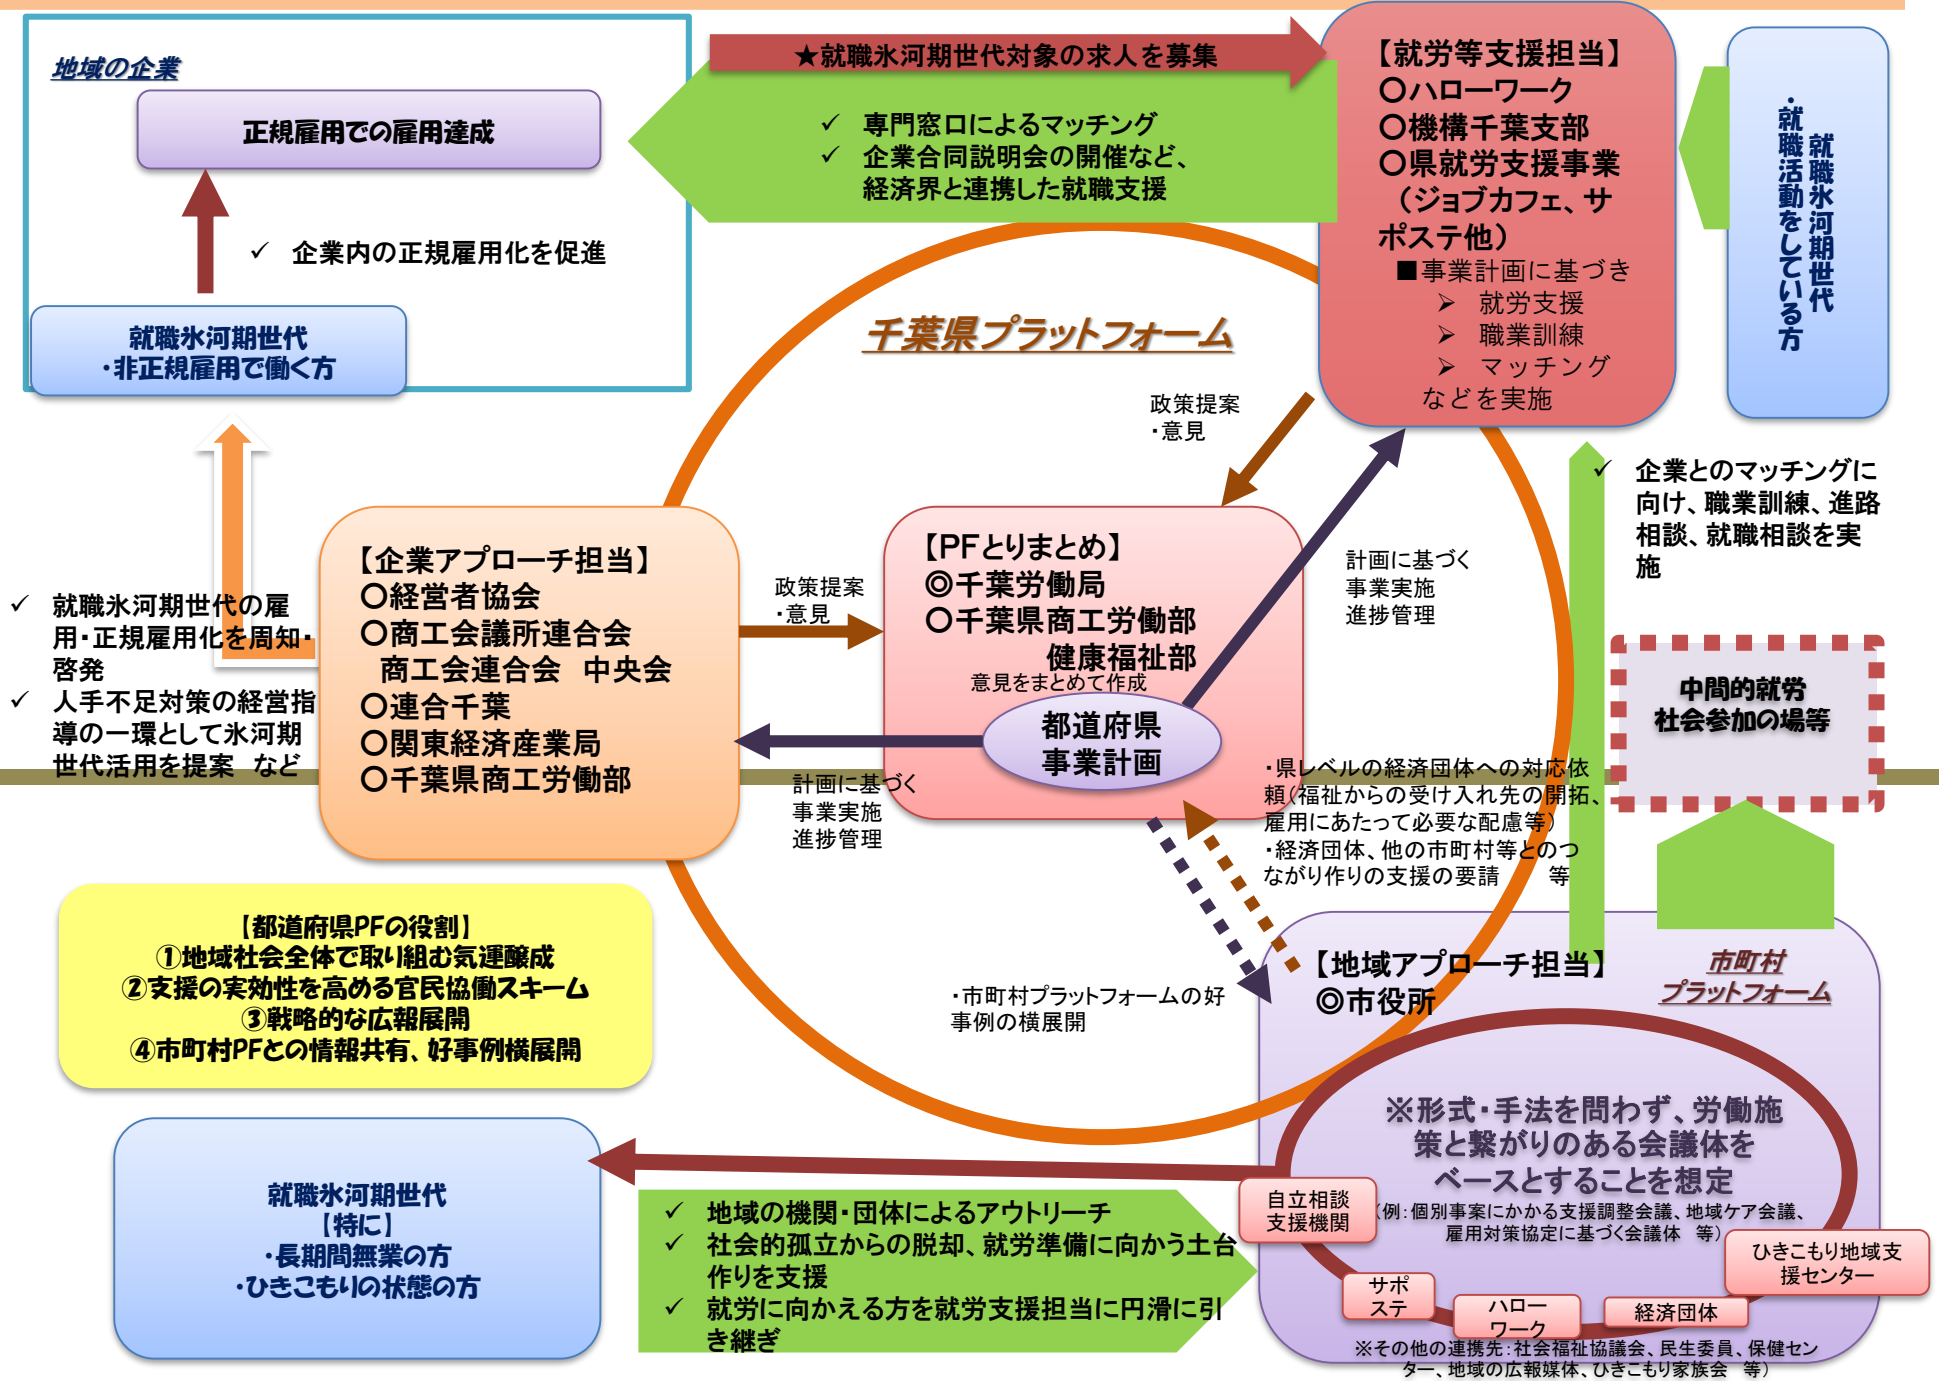 地域の企業
正規雇用での雇用達成
✓ 企業内の正規雇用化を促進
就職氷河期世代
・非正規雇用で働く方
★就職氷河期世代対象の求人を募集
✓ 専門窓口によるマッチング
✓ 企業合同説明会の開催など、
経済界と連携した就職支援
【就労等支援担当】
○ハローワーク
○機構千葉支部
○県就労支援事業
（ジョブカフェ、サ
ポステ他）
■事業計画に基づき
➢ 就労支援
➢ 職業訓練
➢ マッチング
などを実施
就職氷河期世代
・就職活動をしている方
千葉県プラットフォーム
政策提案
・意見
✓ 企業とのマッチングに
向け、職業訓練、進路
相談、就職相談を実
施
【企業アプローチ担当】
○経営者協会
○商工会議所連合会
商工会連合会　中央会
○連合千葉
○関東経済産業局
○千葉県商工労働部
政策提案
・意見
【PFとりまとめ】
◎千葉労働局
○千葉県商工労働部
健康福祉部
意見をまとめて作成
都道府県
事業計画
計画に基づく
事業実施
進捗管理
✓ 就職氷河期世代の雇
用・正規雇用化を周知・
啓発
✓ 人手不足対策の経営指
導の一環として氷河期
世代活用を提案　など
計画に基づく
事業実施
進捗管理
中間的就労
社会参加の場等
・県レベルの経済団体への対応依
頼（福祉からの受け入れ先の開拓、
雇用にあたって必要な配慮等）
・経済団体、他の市町村等とのつ
ながり作りの支援の要請　　等
【都道府県PFの役割】
①地域社会全体で取り組む気運醸成
②支援の実効性を高める官民協働スキーム
③戦略的な広報展開
④市町村PFとの情報共有、好事例横展開
・市町村プラットフォームの好
事例の横展開
【地域アプローチ担当】
◎市役所
市町村
プラットフォーム
※形式・手法を問わず、労働施
策と繋がりのある会議体を
ベースとすることを想定
（例：個別事案にかかる支援調整会議、地域ケア会議、
雇用対策協定に基づく会議体　等）
自立相談
支援機関
サポ
ステ
ハロー
ワーク
経済団体
ひきこもり地域支
援センター
※その他の連携先：社会福祉協議会、民生委員、保健セン
ター、地域の広報媒体、ひきこもり家族会　等）
就職氷河期世代
【特に】
・長期間無業の方
・ひきこもりの状態の方
✓ 地域の機関・団体によるアウトリーチ
✓ 社会的孤立からの脱却、就労準備に向かう土台
作りを支援
✓ 就労に向かえる方を就労支援担当に円滑に引
き継ぎ